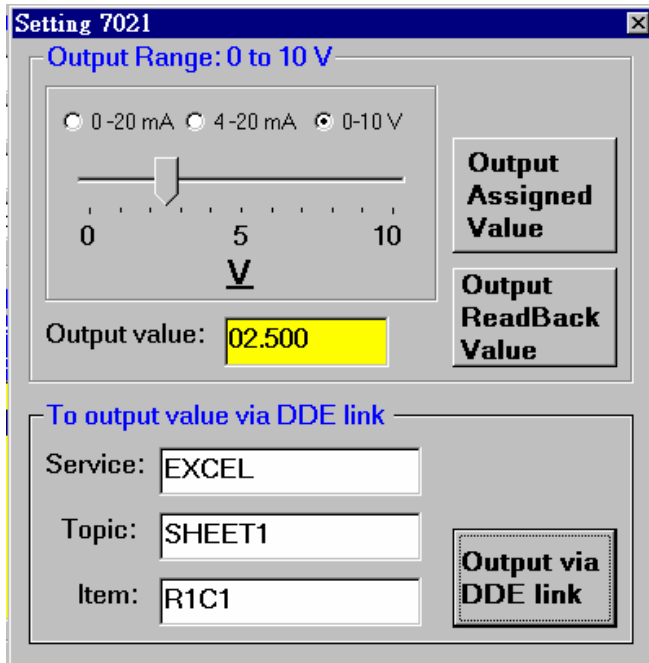 Setting 7021
Output Range: 0 to 10 V
0-20 mA 4-20 mA 0-10 V
0 5 10
V
Output Assigned Value
Output value: 02.500
Output ReadBack Value
To output value via DDE link
Service: EXCEL
Topic: SHEET1
Item: R1C1
Output via DDE link